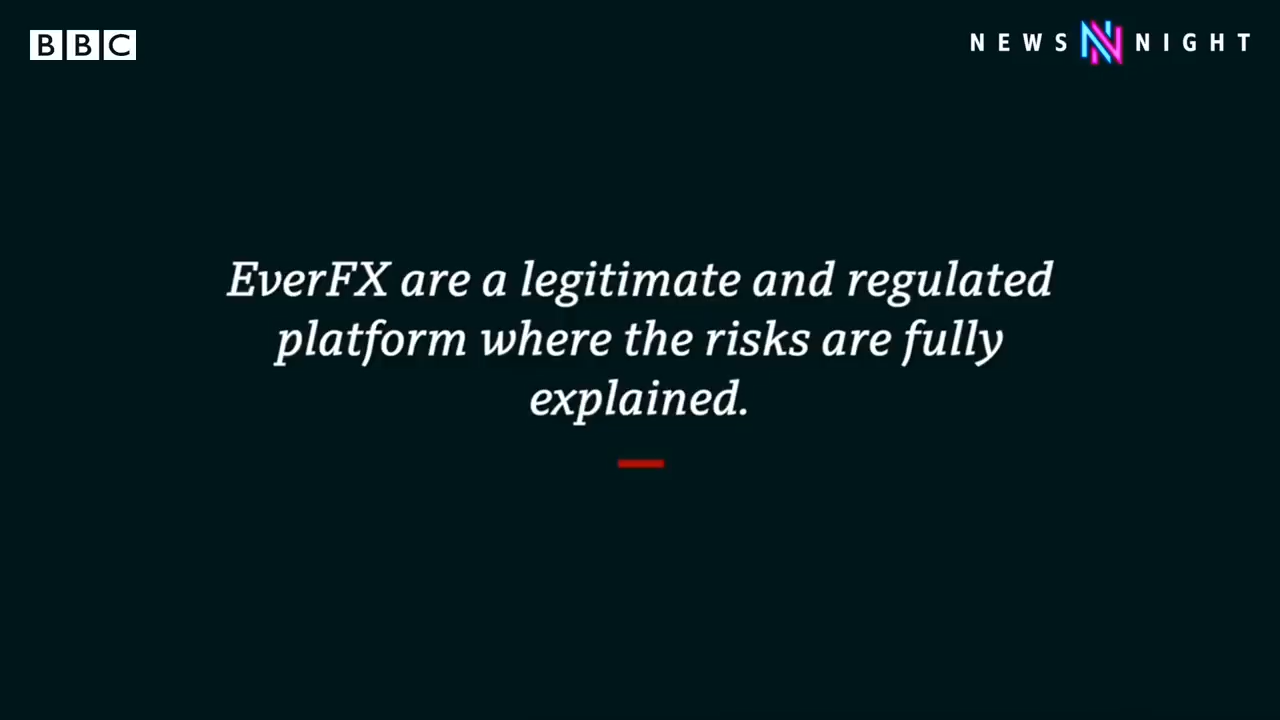 BBC
NEWS NIGHT
EverFX are a legitimate and regulated
platform where the risks are fully
explained.